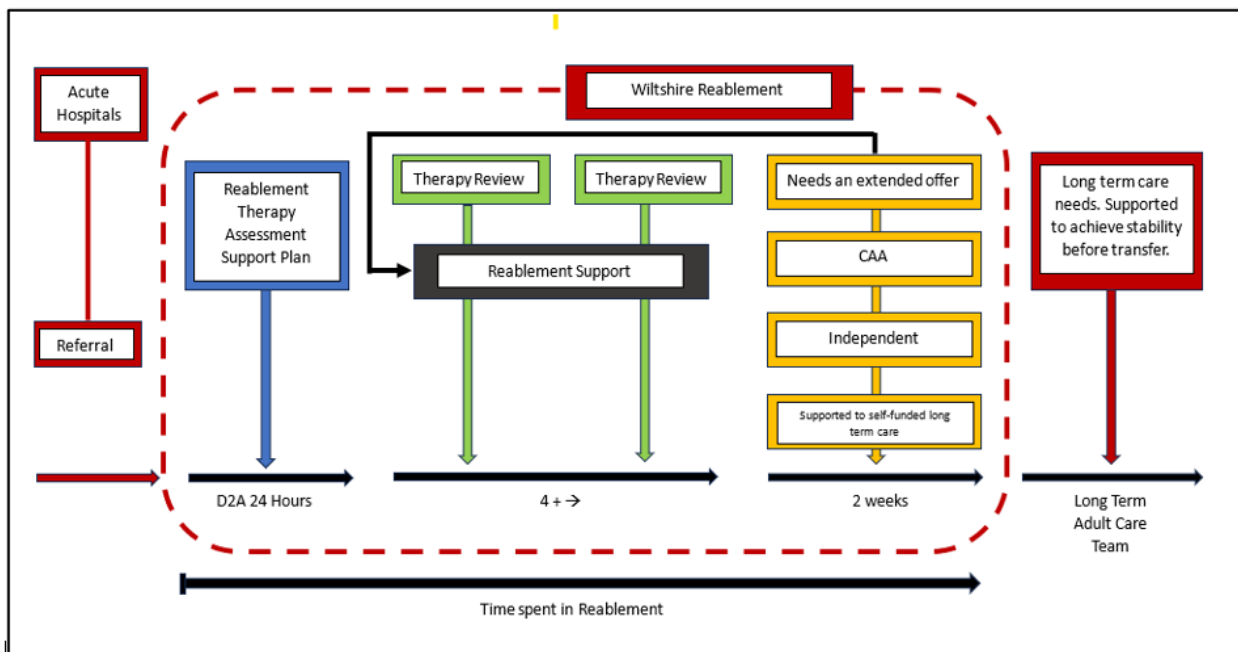 Wiltshire Reablement
Acute
Hospitals
Referral
Reablement
Therapy
Assessment
Support Plan
Therapy Review
Therapy Review
Reablement Support
Needs an extended offer
CAA
Independent
Supported to self-funded long
term care
Long term care
needs. Supported
to achieve stability
before transfer.
D2A 24 Hours
4 + →
2 weeks
Long Term
Adult Care
Team
Time spent in Reablement